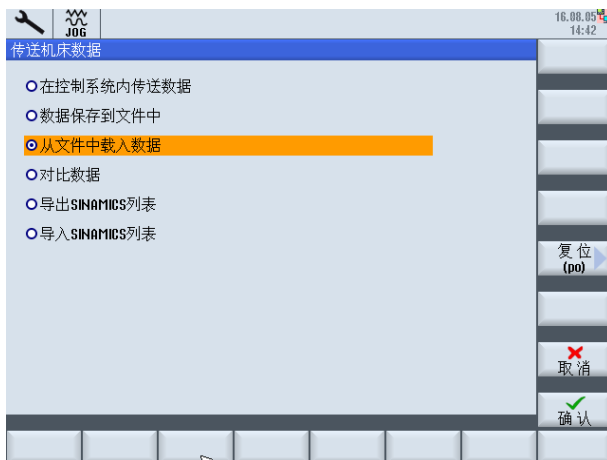 JOG
16.08.05
14:42
传送机床数据
在控制系统内传送数据
数据保存到文件中
从文件中载入数据
对比数据
导出SINAMICS列表
导入SINAMICS列表
复位
(po)
取消
确认